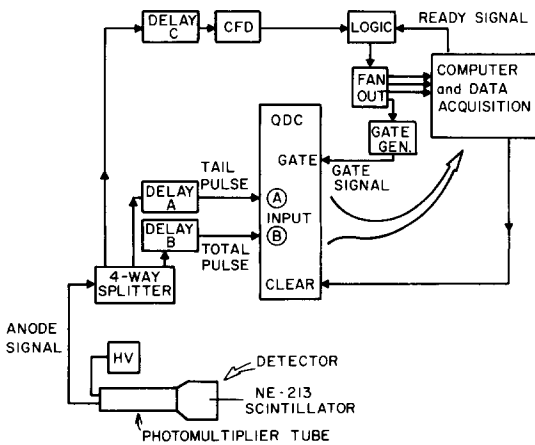 READY SIGNAL
DELAY
C
CFD
LOGIC
COMPUTER
and DATA
ACQUISITION
FAN
OUT
QDC
GATE
GEN.
GATE
GATE
SIGNAL
TAIL
PULSE
DELAY
A
A
INPUT
DELAY
B
B
TOTAL
PULSE
4-WAY
SPLITTER
CLEAR
ANODE
SIGNAL
HV
DETECTOR
NE-213
SCINTILLATOR
PHOTOMULTIPLIER TUBE